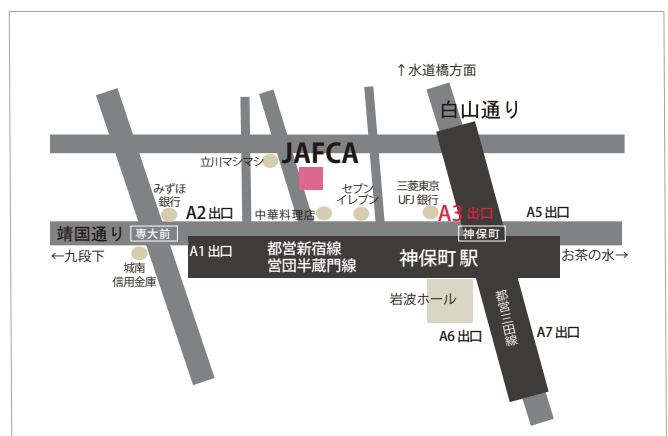 ↑水道橋方面
白山通り
立川マシマシ
JAFCA
みずほ
銀行
A2 出口
中華料理店
セブン
イレブン
三菱東京
UFJ 銀行
A3 出口
A5 出口
靖国通り
専大前
神保町
←九段下
A1 出口
都営新宿線
営団半蔵門線
神保町 駅
お茶の水→
城南
信用金庫
岩波ホール
都営三田線
A6 出口
A7 出口